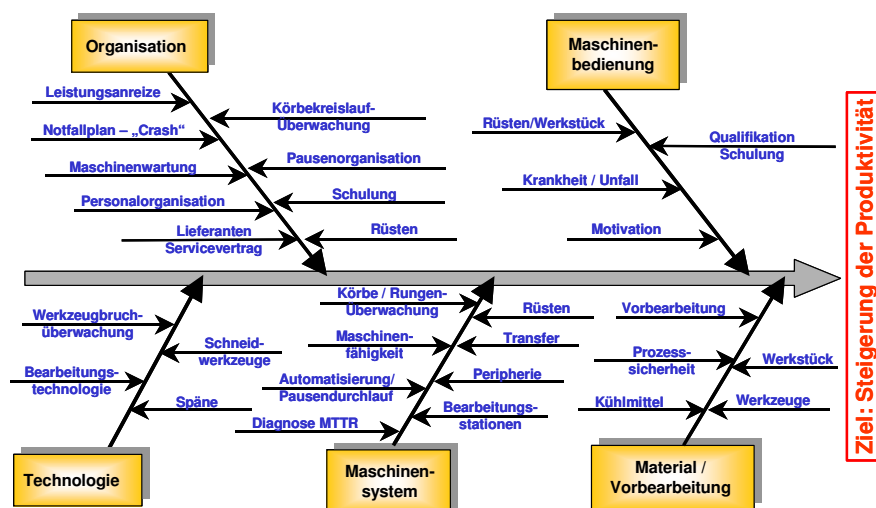 Organisation
Leistungsanreize
Notfallplan – „Crash“
Maschinenwartung
Personalorganisation
Lieferanten
Servicevertrag
Körbekreislauf-
Überwachung
Pausenorganisation
Schulung
Rüsten
Maschinen-
bedienung
Rüsten/Werkstück
Krankheit / Unfall
Motivation
Qualifikation
Schulung
Ziel: Steigerung der Produktivität
Werkzeugbruch-
überwachung
Bearbeitungs-
technologie
Schneid-
werkzeuge
Späne
Technologie
Körbe / Rungen-
Überwachung
Maschinen-
fähigkeit
Automatisierung/
Pausendurchlauf
Diagnose MTTR
Rüsten
Transfer
Peripherie
Bearbeitungs-
stationen
Maschinen-
system
Vorbearbeitung
Prozess-
sicherheit
Kühlmittel
Werkstück
Werkzeuge
Material /
Vorbearbeitung